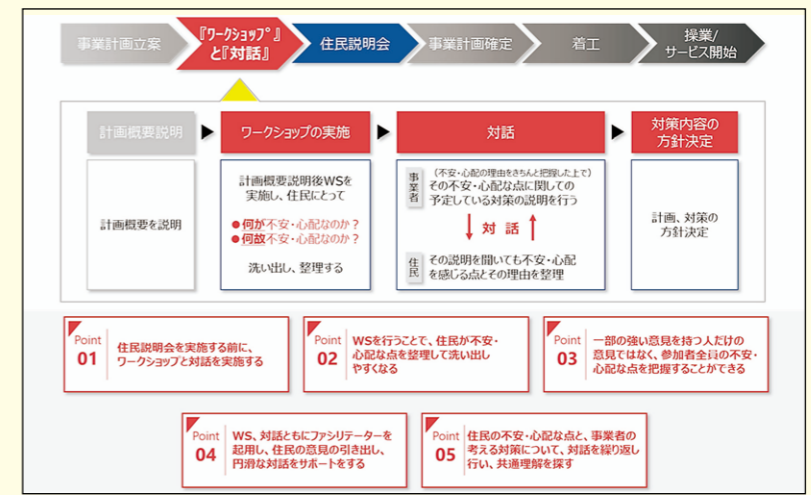 事業計画立案
『ワークショップ』
と『対話』
住民説明会
事業計画確定
着工
操業/
サービス開始
計画概要説明
ワークショップの実施
対話
対策内容の
方針決定
計画概要を説明
計画概要説明後WSを
実施し、住民にとって
●何が不安・心配なのか？
●何故不安・心配なのか？
洗い出し、整理する
事業者
（不安・心配の理由をきちんと把握した上で）
その不安・心配な点に関しての
予定している対策の説明を行う
対 話
住民
その説明を聞いても不安・心配
を感じる点とその理由を整理
計画、対策の
方針決定
Point
01
住民説明会を実施する前に、
ワークショップと対話を実施する
Point
02
WSを行うことで、住民が不安・
心配な点を整理して洗い出し
やすくなる
Point
03
一部の強い意見を持つ人だけの
意見ではなく、参加者全員の不安・
心配な点を把握することができる
Point
04
WS、対話ともにファシリテーターを
起用し、住民の意見の引き出し、
円滑な対話をサポートをする
Point
05
住民の不安・心配な点と、事業者の
考える対策について、対話を繰り返し
行い、共通理解を探す